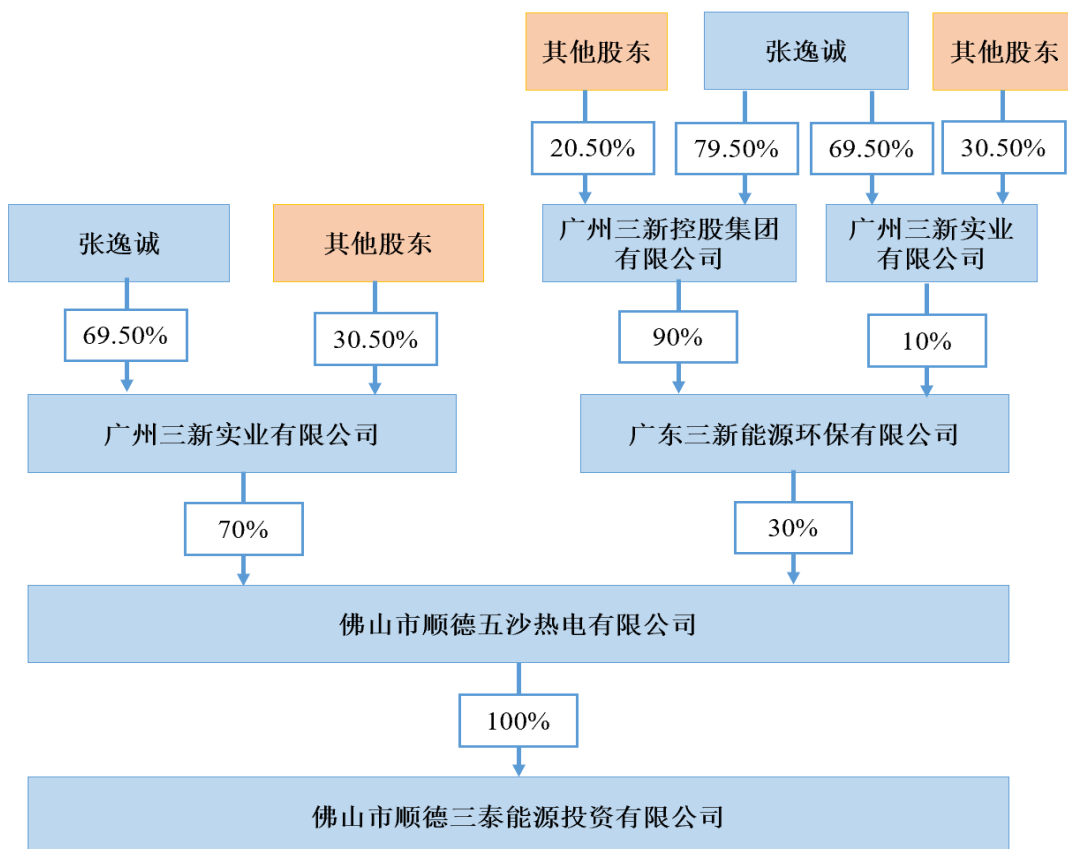 其他股东
张逸诚
其他股东
20.50%
79.50%
69.50%
30.50%
张逸诚
其他股东
广州三新控股集团
有限公司
广州三新实业
有限公司
69.50%
30.50%
90%
10%
广州三新实业有限公司
广东三新能源环保有限公司
70%
30%
佛山市顺德五沙热电有限公司
100%
佛山市顺德三泰能源投资有限公司